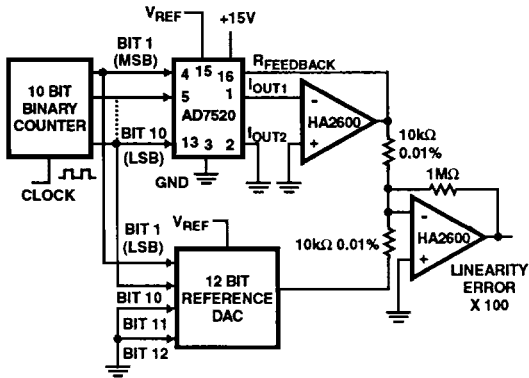 VREF
+15V
BIT 1
(MSB)
4
15
16
RFEEDBACK
10 BIT
BINARY
COUNTER
5
1
IOUT1
AD7520
BIT 10
(LSB)
13
3
2
IOUT2
CLOCK
GND
-
+
HA2600
10kΩ
0.01%
1MΩ
BIT 1
(LSB)
VREF
10kΩ 0.01%
-
+
HA2600
BIT 10
BIT 11
BIT 12
12 BIT
REFERENCE
DAC
LINEARITY
ERROR
X 100